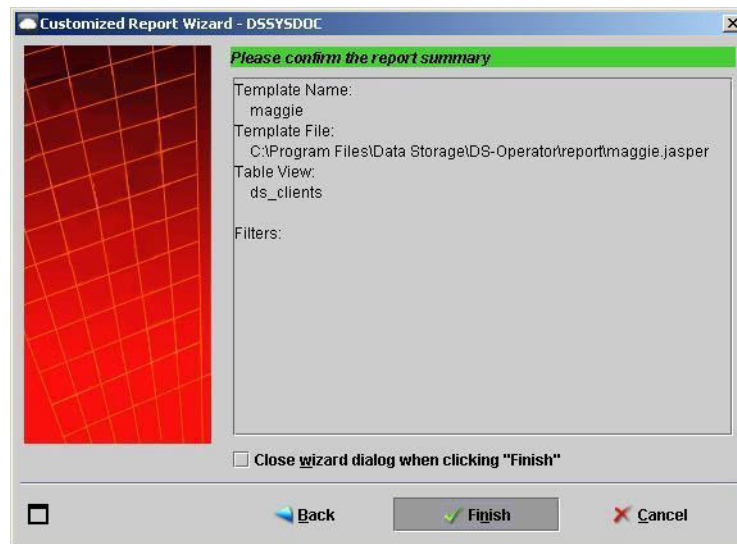 Customized Report Wizard - DSSYSDOC
Please confirm the report summary
Template Name:
maggie
Template File:
C:\Program Files\Data Storage\DS-Operator\report\maggie.jasper
Table View:
ds_clients
Filters:
Close wizard dialog when clicking "Finish"
Back
Finish
Cancel